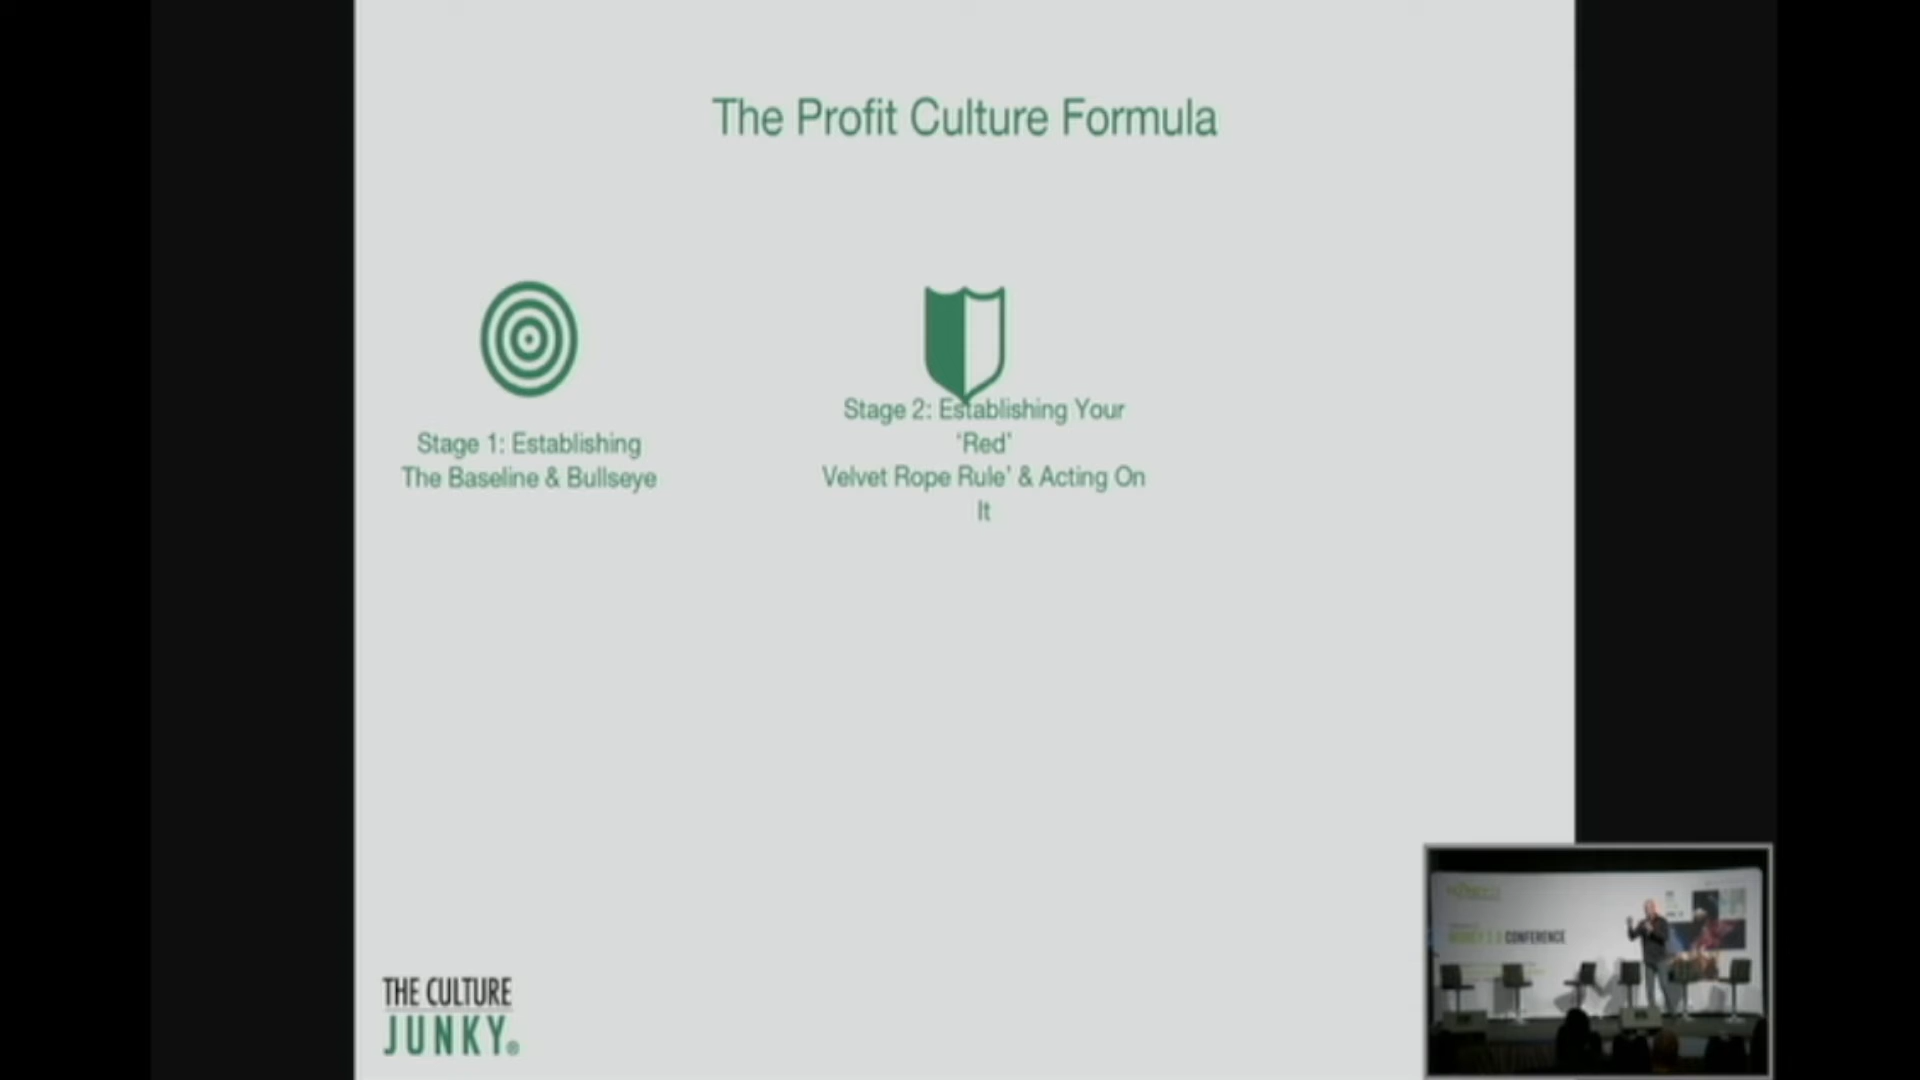 The Profit Culture Formula
Stage 1: Establishing
The Baseline & Bullseye
Stage 2: Establishing Your
‘Red’
Velvet Rope Rule’ & Acting On
It
THE CULTURE
JUNKY®
CONFERENCE